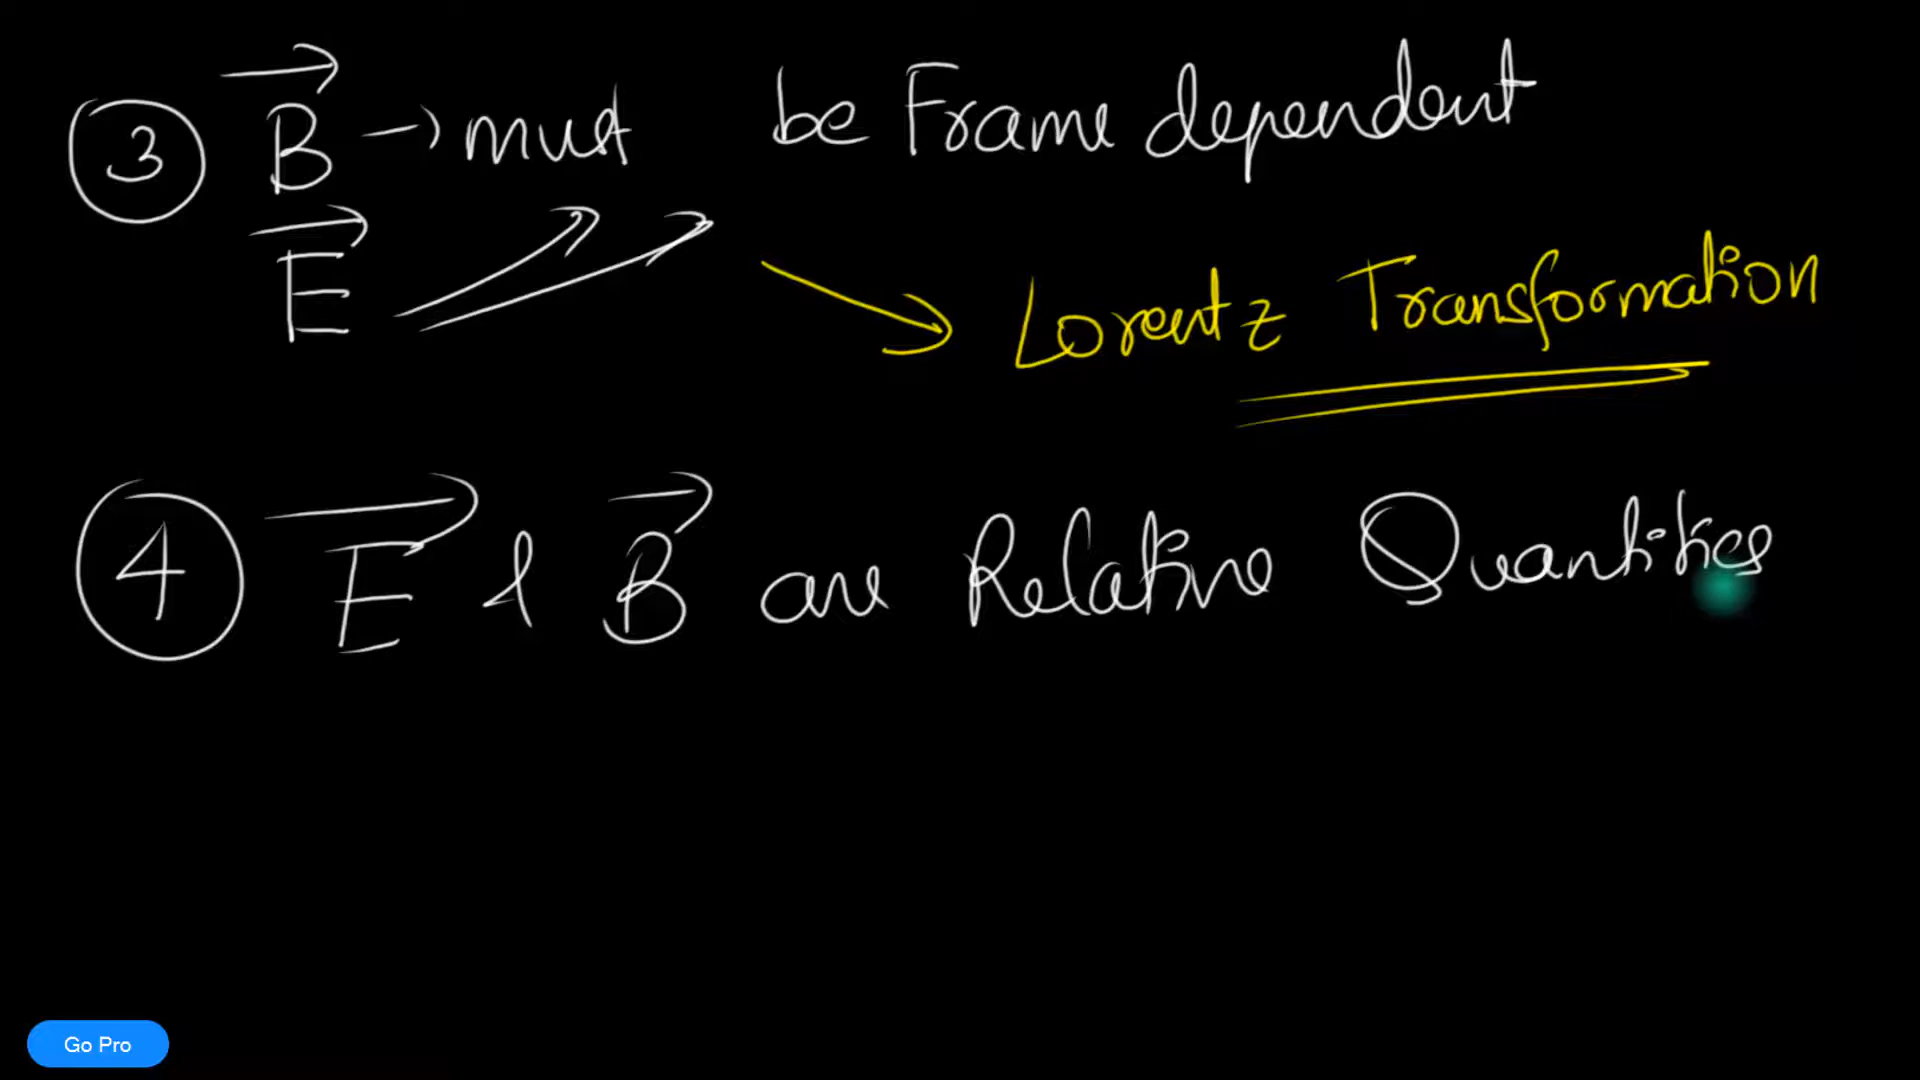 ③ B → must be Frame dependent
E
Lorentz Transformation
④ E & B are Relative Quantities
Go Pro